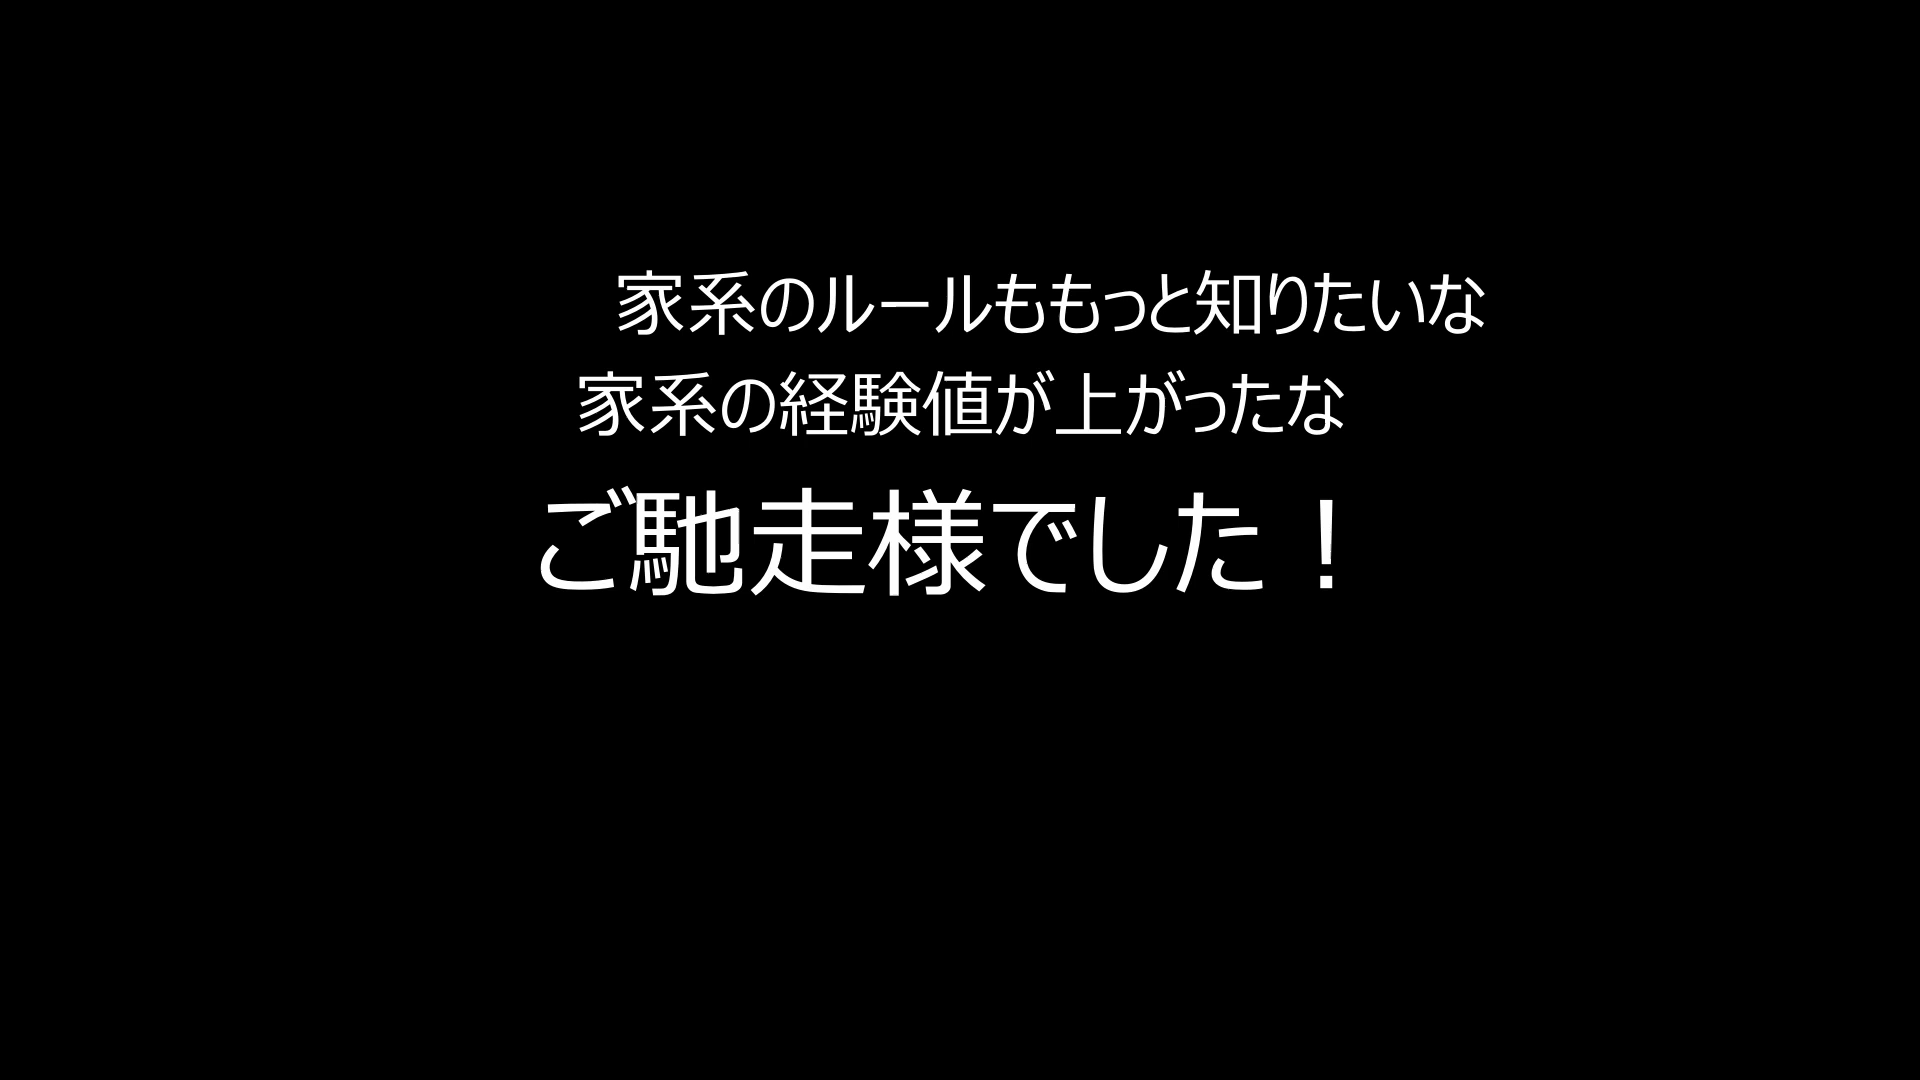 家系のルールももっと知りたいな
家系の経験値が上がったな
ご馳走様でした！